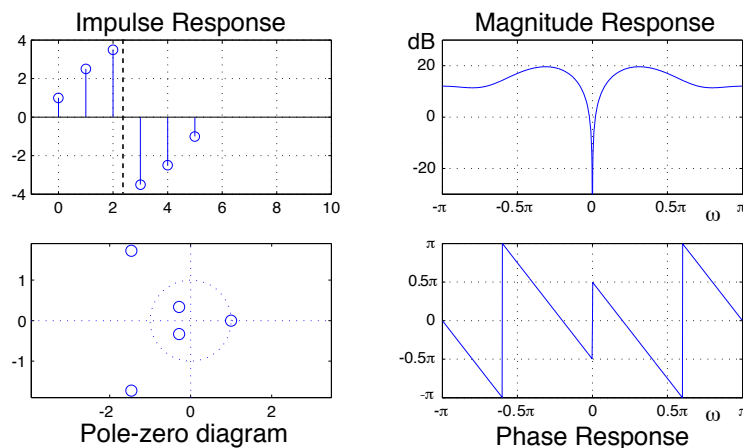 Impulse Response
4
2
0
-2
-4
0 2 4 6 8 10
Magnitude Response
dB
20
0
-20
-π -0.5π 0 0.5π ω π
1
0
-1
-2 0 2
Pole-zero diagram
π
0.5π
0
-0.5π
-π
-π -0.5π 0 0.5π ω π
Phase Response